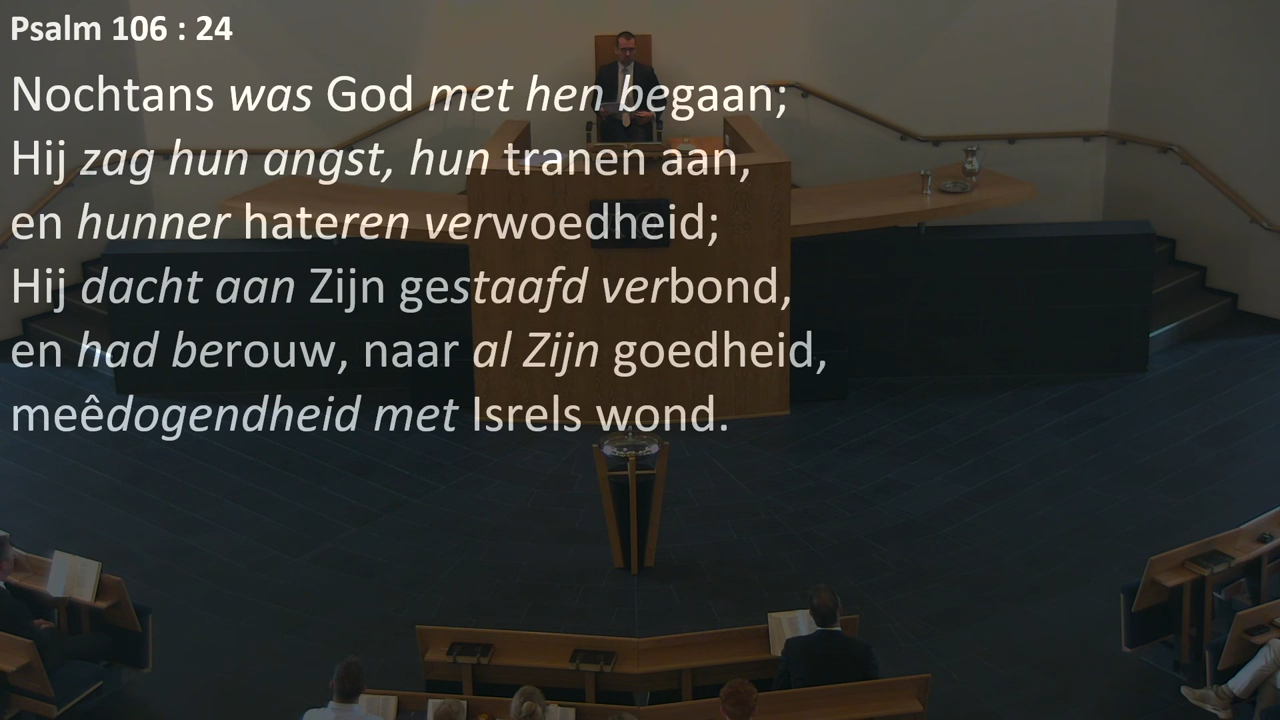 Psalm 106 : 24
Nochtans was God met hen begaan;
Hij zag hun angst, hun tranen aan,
en hunner hateren verwoedheid;
Hij dacht aan Zijn gestaafd verbond,
en had berouw, naar al Zijn goedheid,
meêdogendheid met Isrels wond.